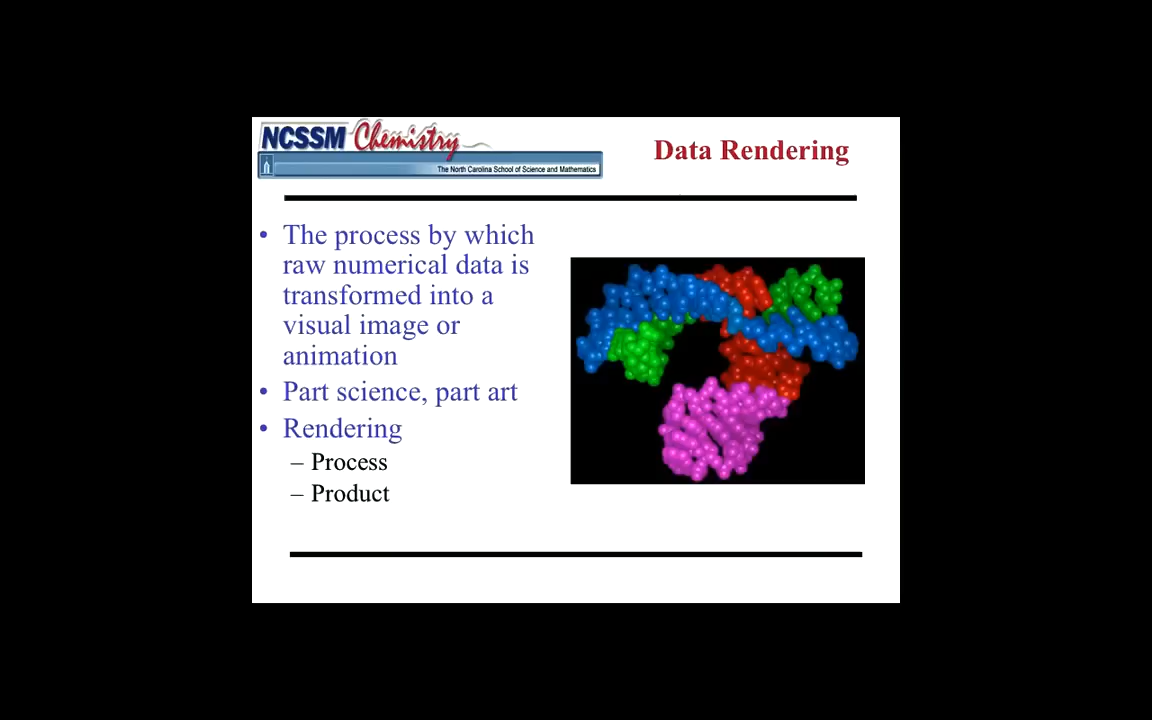 NCSSM Chemistry
The North Carolina School of Science and Mathematics
Data Rendering
• The process by which
raw numerical data is
transformed into a
visual image or
animation
• Part science, part art
• Rendering
– Process
– Product